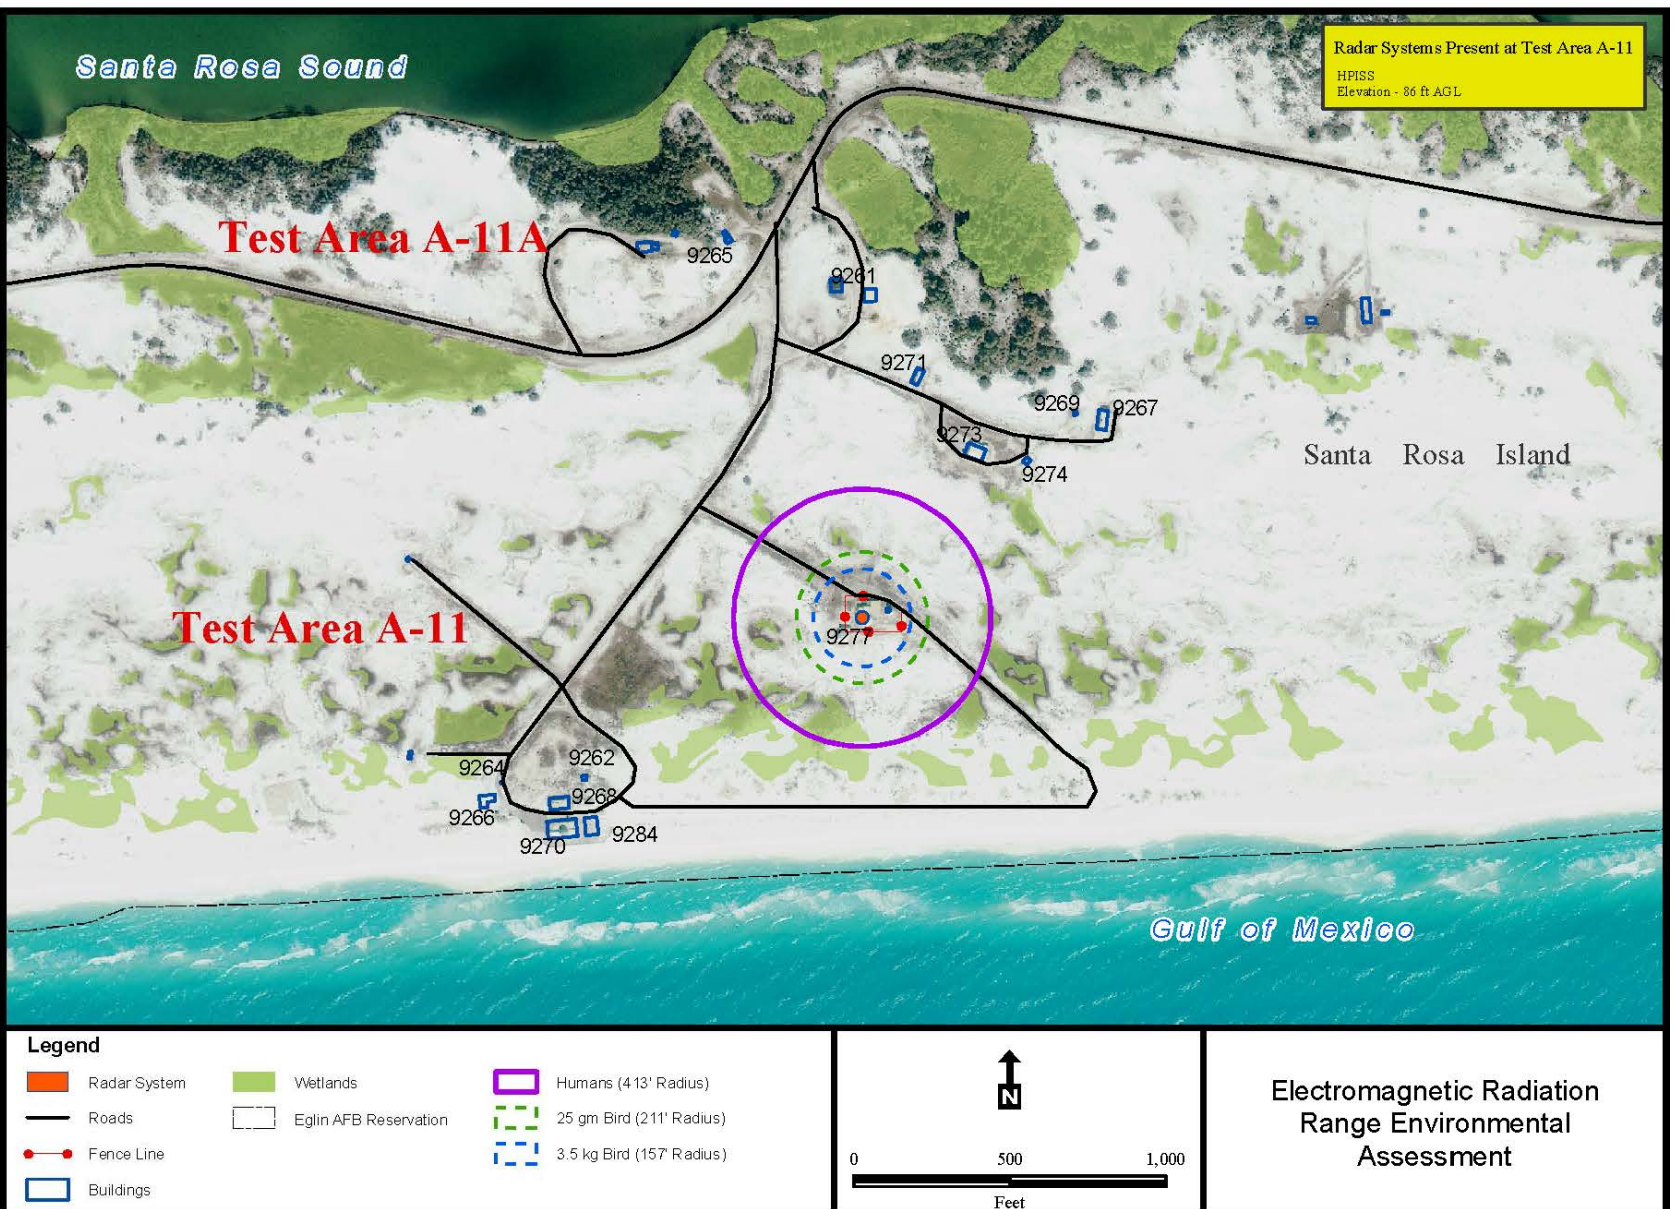 Santa Rosa Sound
Radar Systems Present at Test Area A-11
HPISS
Elevation - 86 ft AGL
Test Area A-11A
9265
9261
9271
9269
9267
9273
9274
Santa Rosa Island
Test Area A-11
9277
9264
9262
9268
9266
9270
9284
Gulf of Mexico
Legend
Radar System
Roads
Fence Line
Buildings
Wetlands
Eglin AFB Reservation
Humans (413' Radius)
25 gm Bird (211' Radius)
3.5 kg Bird (157' Radius)
N
0 500 1,000
Feet
Electromagnetic Radiation
Range Environmental
Assessment